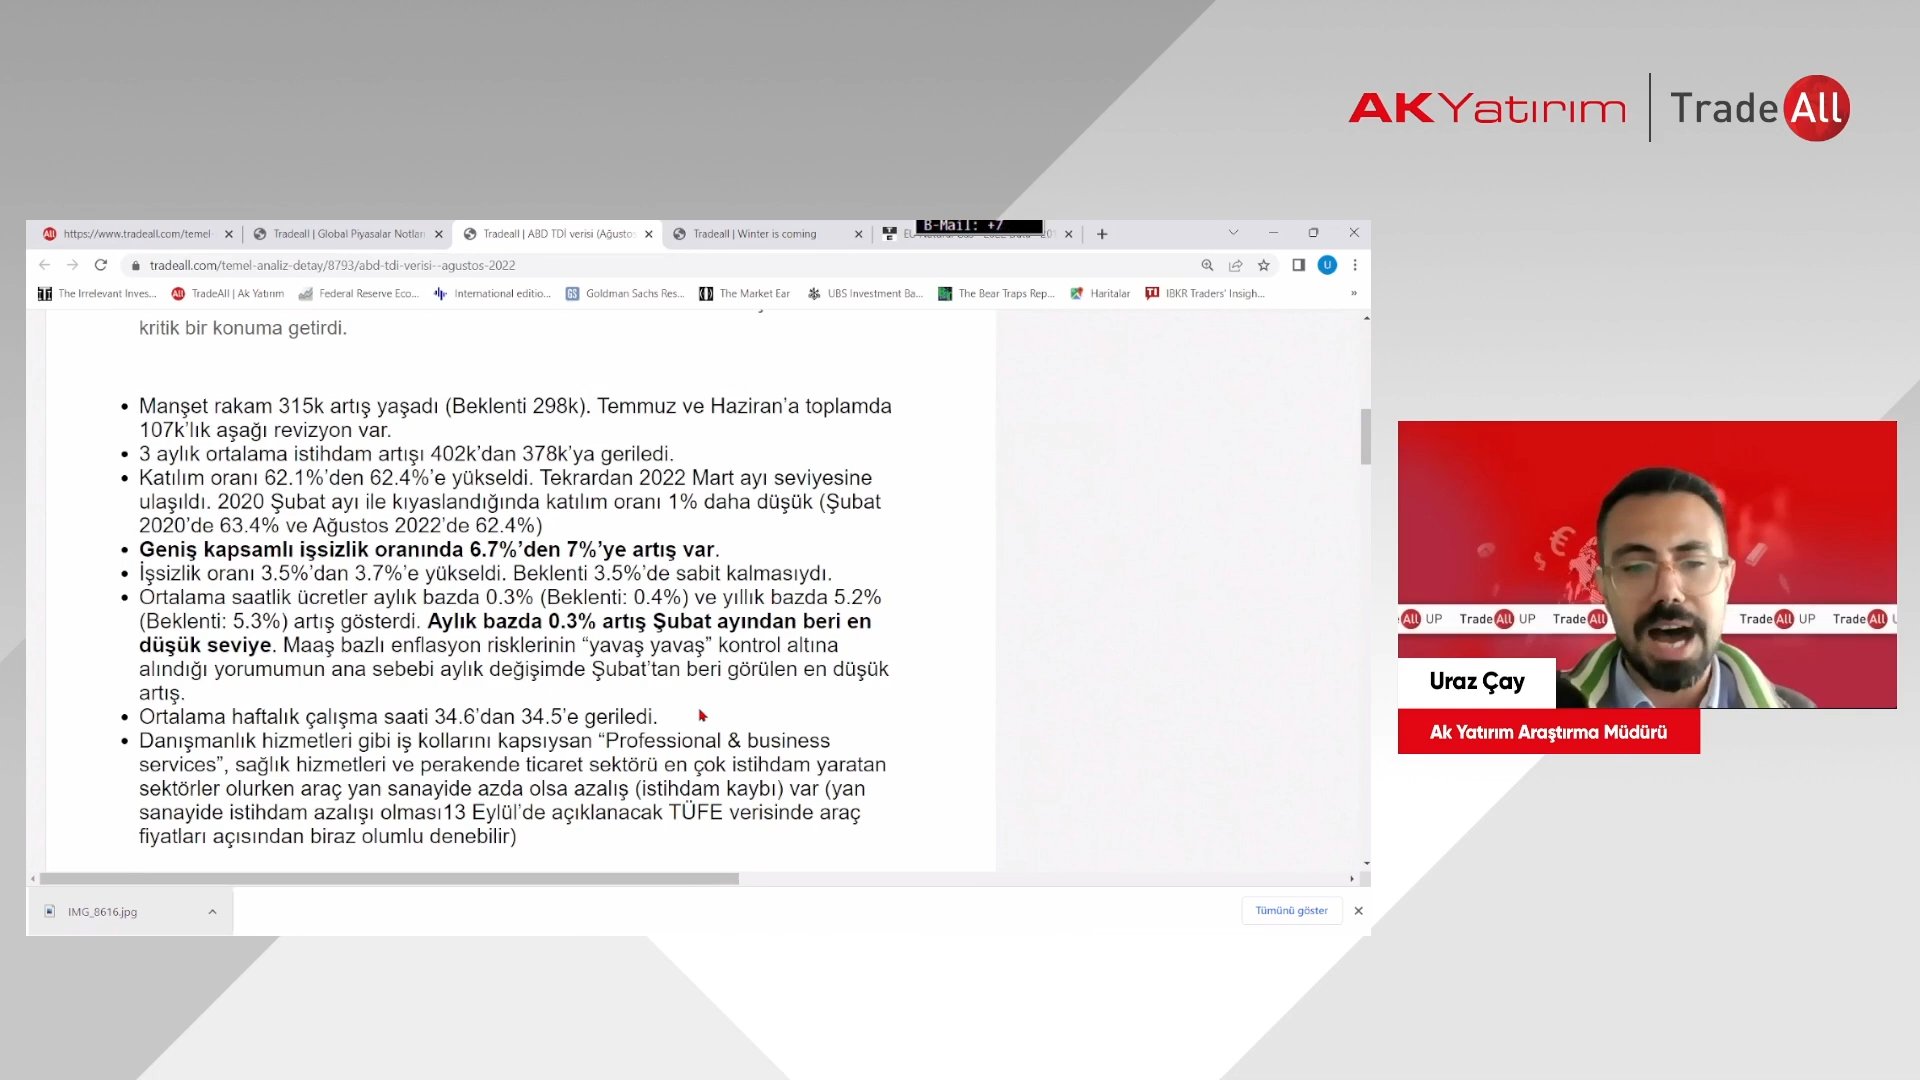 AKYatırım | TradeAll
B-Mail: +7
https://www.tradeall.com/temel-
Tradeall | Global Piyasalar Notları
Tradeall | ABD TDİ verisi (Ağustos
Tradeall | Winter is coming
tradeall.com/temel-analiz-detay/8793/abd-tdi-verisi--agustos-2022
U
The Irrelevant Inves...
TradeAll | Ak Yatırım
Federal Reserve Eco...
International editio...
Goldman Sachs Res...
The Market Ear
UBS Investment Ba...
The Bear Traps Rep...
Haritalar
IBKR Traders' Insigh...
»
kritik bir konuma getirdi.
• Manşet rakam 315k artış yaşadı (Beklenti 298k). Temmuz ve Haziran’a toplamda
107k’lık aşağı revizyon var.
• 3 aylık ortalama istihdam artışı 402k’dan 378k’ya geriledi.
• Katılım oranı 62.1%’den 62.4%’e yükseldi. Tekrardan 2022 Mart ayı seviyesine
ulaşıldı. 2020 Şubat ayı ile kıyaslandığında katılım oranı 1% daha düşük (Şubat
2020’de 63.4% ve Ağustos 2022’de 62.4%)
• Geniş kapsamlı işsizlik oranında 6.7%’den 7%’ye artış var.
• İşsizlik oranı 3.5%’dan 3.7%’e yükseldi. Beklenti 3.5%’de sabit kalmasıydı.
• Ortalama saatlik ücretler aylık bazda 0.3% (Beklenti: 0.4%) ve yıllık bazda 5.2%
(Beklenti: 5.3%) artış gösterdi. Aylık bazda 0.3% artış Şubat ayından beri en
düşük seviye. Maaş bazlı enflasyon risklerinin “yavaş yavaş” kontrol altına
alındığı yorumumun ana sebebi aylık değişimde Şubat’tan beri görülen en düşük
artış.
• Ortalama haftalık çalışma saati 34.6’dan 34.5’e geriledi.
• Danışmanlık hizmetleri gibi iş kollarını kapsıysan “Professional & business
services”, sağlık hizmetleri ve perakende ticaret sektörü en çok istihdam yaratan
sektörler olurken araç yan sanayide azda olsa azalış (istihdam kaybı) var (yan
sanayide istihdam azalışı olması13 Eylül’de açıklanacak TÜFE verisinde araç
fiyatları açısından biraz olumlu denebilir)
IMG_8616.jpg
Tümünü göster
All UP TradeAll UP TradeAll TradeAll UP TradeAll
Uraz Çay
Ak Yatırım Araştırma Müdürü